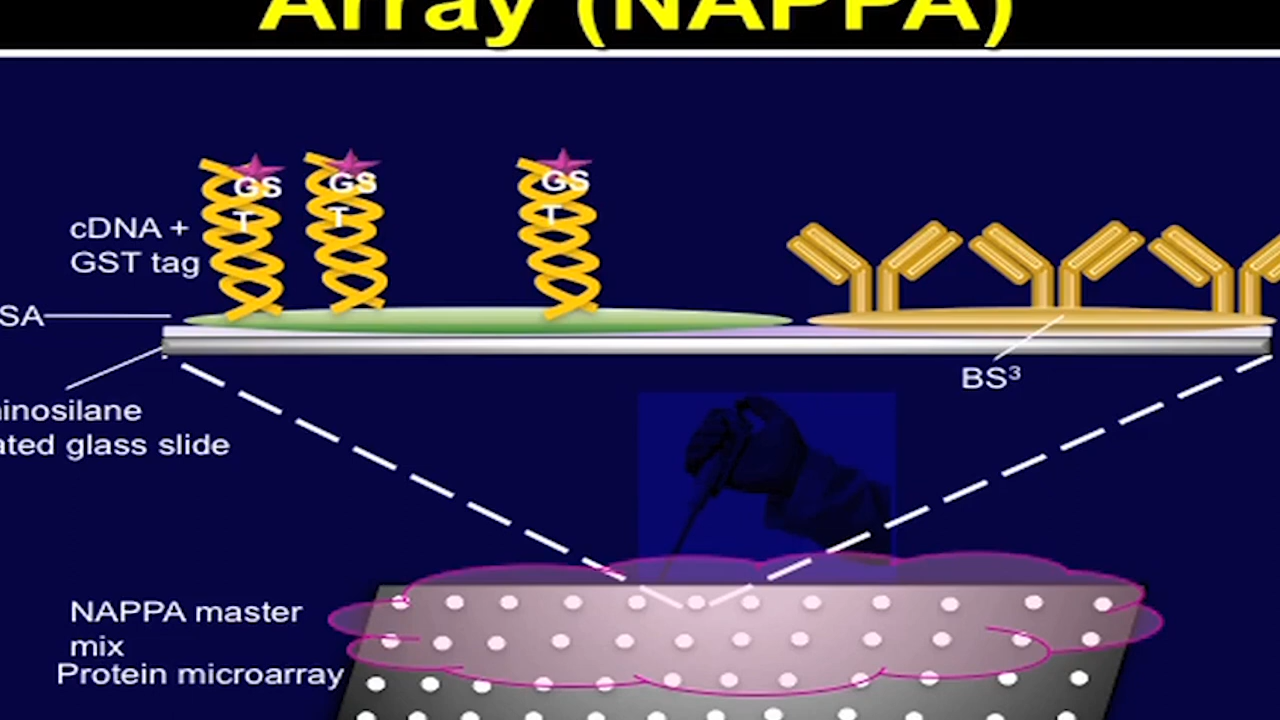 Array (NAPPA)
GS
T
GS
T
GS
T
cDNA +
GST tag
SA
BS³
inosilane
ated glass slide
NAPPA master
mix
Protein microarray